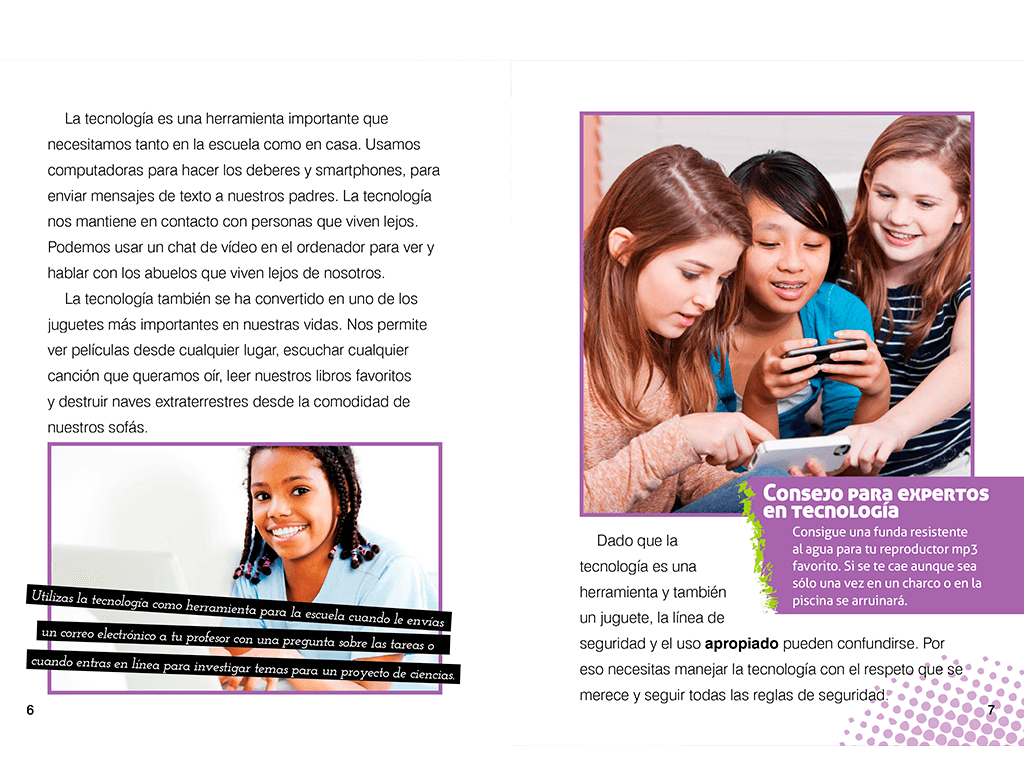 La tecnología es una herramienta importante que
necesitamos tanto en la escuela como en casa. Usamos
computadoras para hacer los deberes y smartphones, para
enviar mensajes de texto a nuestros padres. La tecnología
nos mantiene en contacto con personas que viven lejos.
Podemos usar un chat de vídeo en el ordenador para ver y
hablar con los abuelos que viven lejos de nosotros.
La tecnología también se ha convertido en uno de los
juguetes más importantes en nuestras vidas. Nos permite
ver películas desde cualquier lugar, escuchar cualquier
canción que queramos oír, leer nuestros libros favoritos
y destruir naves extraterrestres desde la comodidad de
nuestros sofás.
Utilizas la tecnología como herramienta para la escuela cuando le envías
un correo electrónico a tu profesor con una pregunta sobre las tareas o
cuando entras en línea para investigar temas para un proyecto de ciencias.
6
Consejo para expertos
en tecnología
Consigue una funda resistente
al agua para tu reproductor mp3
favorito. Si se te cae aunque sea
sólo una vez en un charco o en la
piscina se arruinará.
Dado que la
tecnología es una
herramienta y también
un juguete, la línea de
seguridad y el uso apropiado pueden confundirse. Por
eso necesitas manejar la tecnología con el respeto que se
merece y seguir todas las reglas de seguridad.
7